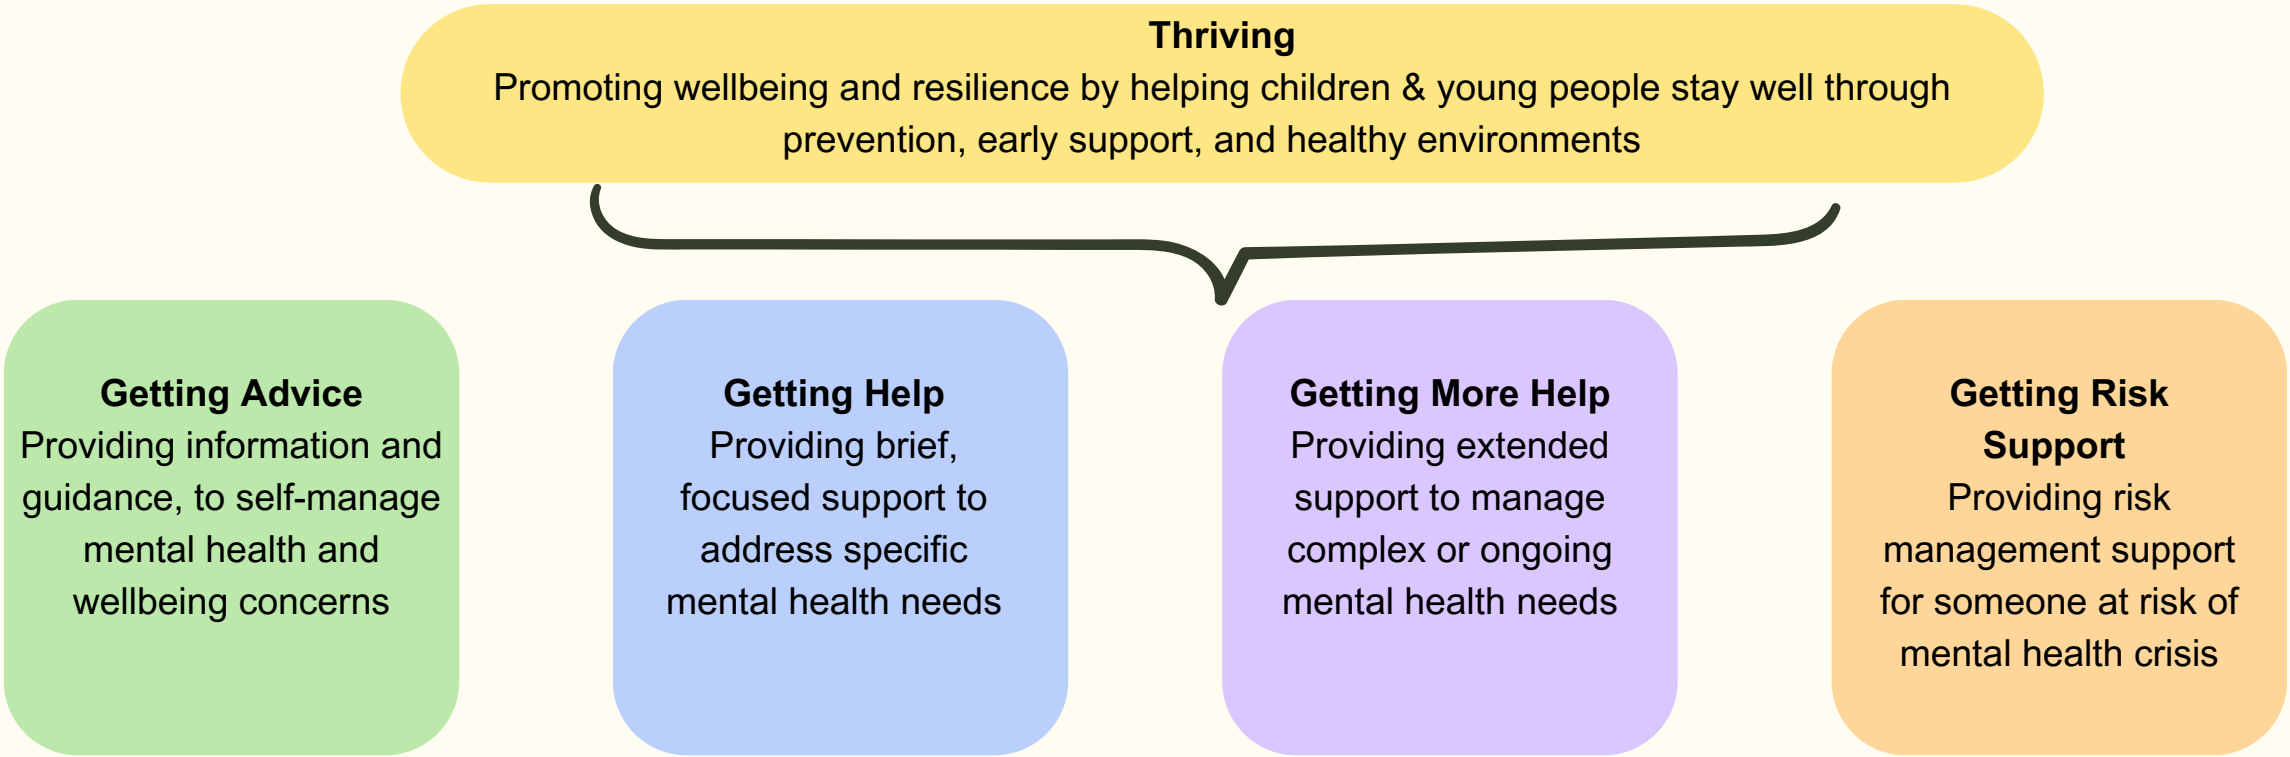 Thriving
Promoting wellbeing and resilience by helping children & young people stay well through
prevention, early support, and healthy environments
Getting Advice
Providing information and
guidance, to self-manage
mental health and
wellbeing concerns
Getting Help
Providing brief,
focused support to
address specific
mental health needs
Getting More Help
Providing extended
support to manage
complex or ongoing
mental health needs
Getting Risk
Support
Providing risk
management support
for someone at risk of
mental health crisis